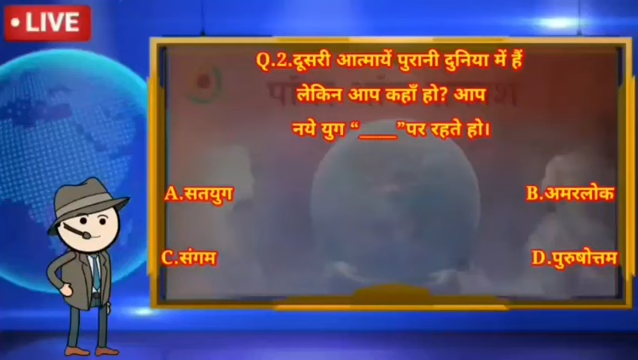 LIVE
Q.2.दूसरी आत्मायें पुरानी दुनिया में हैं
लेकिन आप कहाँ हो? आप
नये युग “____”पर रहते हो।
A.सतयुग
B.अमरलोक
C.संगम
D.पुरुषोत्तम